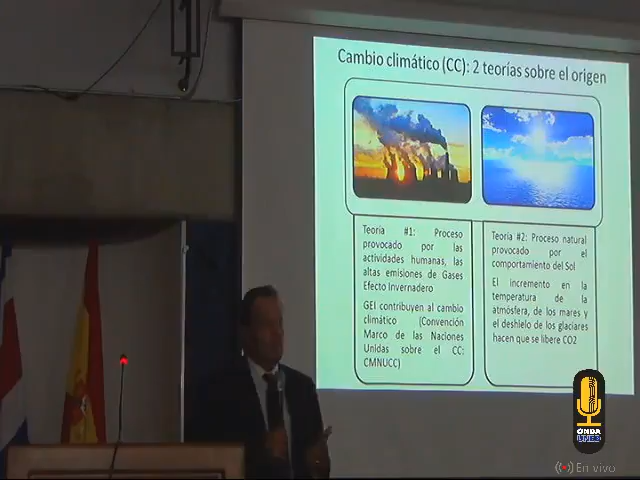 Cambio climático (CC): 2 teorías sobre el origen
Teoría #1: Proceso
provocado por las
actividades humanas, las
altas emisiones de Gases
Efecto Invernadero
GEI contribuyen al cambio
climático (Convención
Marco de las Naciones
Unidas sobre el CC:
CMNUCC)
Teoría #2: Proceso natural
provocado por el
comportamiento del Sol
El incremento en la
temperatura de la
atmósfera, de los mares y
el deshielo de los glaciares
hacen que se libere CO2
ONDA
UNED
En vivo